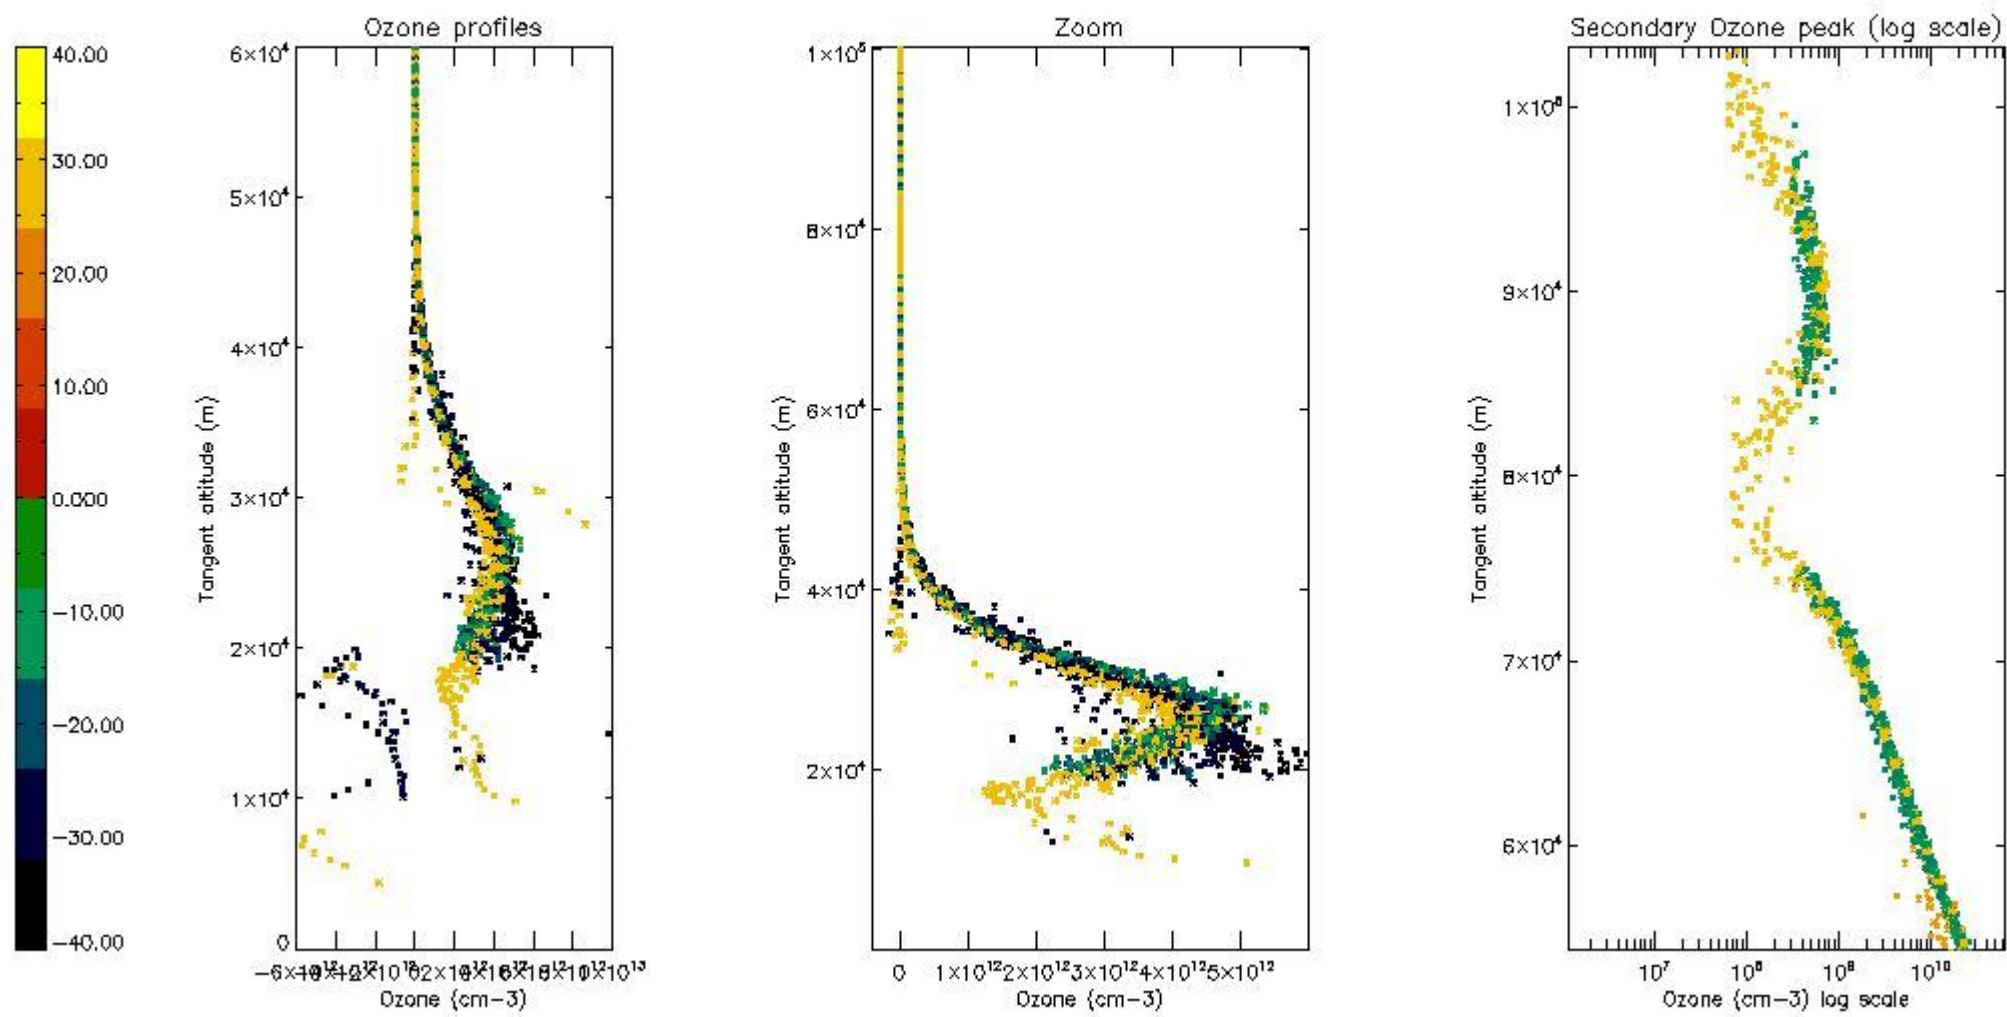 Ozone profiles
Zoom
Secondary Ozone peak (log scale)
40.00
30.00
20.00
10.00
0.000
−10.00
−20.00
−30.00
−40.00
6×10⁴
5×10⁴
4×10⁴
3×10⁴
2×10⁴
1×10⁴
0
Tangent altitude (m)
Ozone (cm−3)
1×10⁵
8×10⁴
6×10⁴
4×10⁴
2×10⁴
Tangent altitude (m)
0 1×10¹² 2×10¹² 3×10¹² 4×10¹² 5×10¹²
Ozone (cm−3)
9×10⁴
8×10⁴
7×10⁴
6×10⁴
Tangent altitude (m)
10⁷ 10⁸ 10⁹ 10¹⁰
Ozone (cm−3) log scale